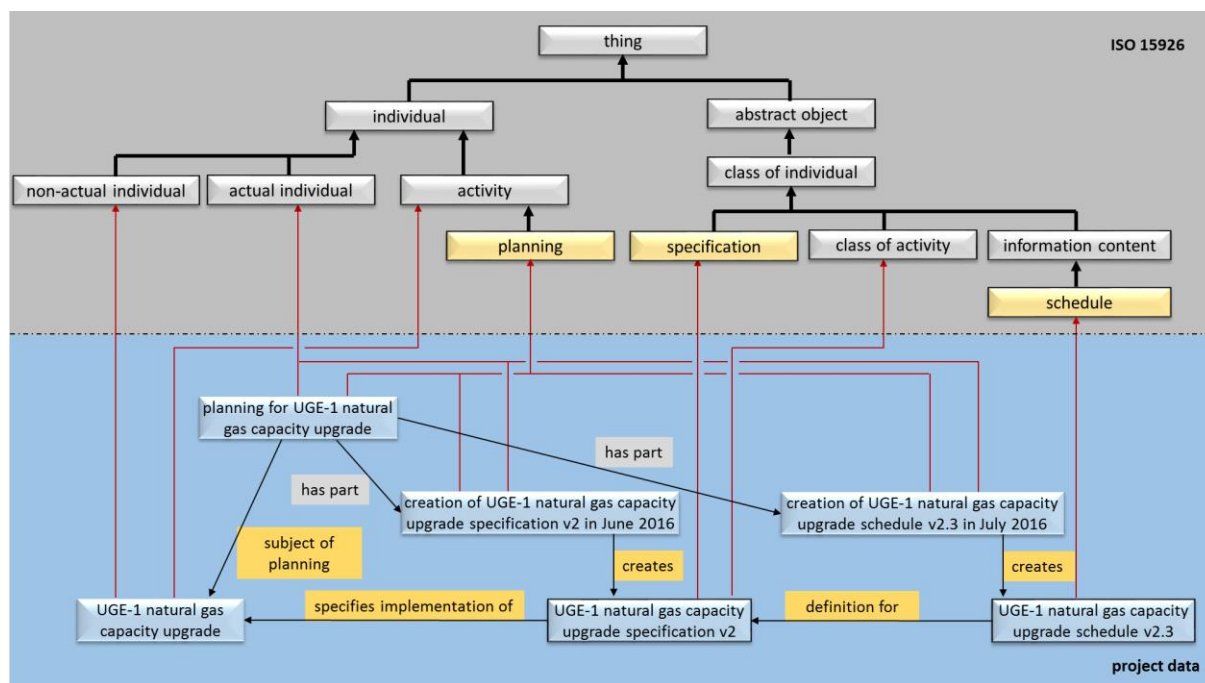 thing
ISO 15926
individual
abstract object
class of individual
non-actual individual
actual individual
activity
planning
specification
class of activity
information content
schedule
planning for UGE-1 natural
gas capacity upgrade
has part
has part
creation of UGE-1 natural gas capacity
upgrade specification v2 in June 2016
creation of UGE-1 natural gas capacity
upgrade schedule v2.3 in July 2016
subject of
planning
creates
creates
UGE-1 natural gas
capacity upgrade
specifies implementation of
UGE-1 natural gas capacity
upgrade specification v2
definition for
UGE-1 natural gas capacity
upgrade schedule v2.3
project data